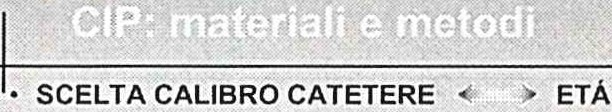 CIP: materiali e metodi
• SCELTA CALIBRO CATETERE <—> ETÁ